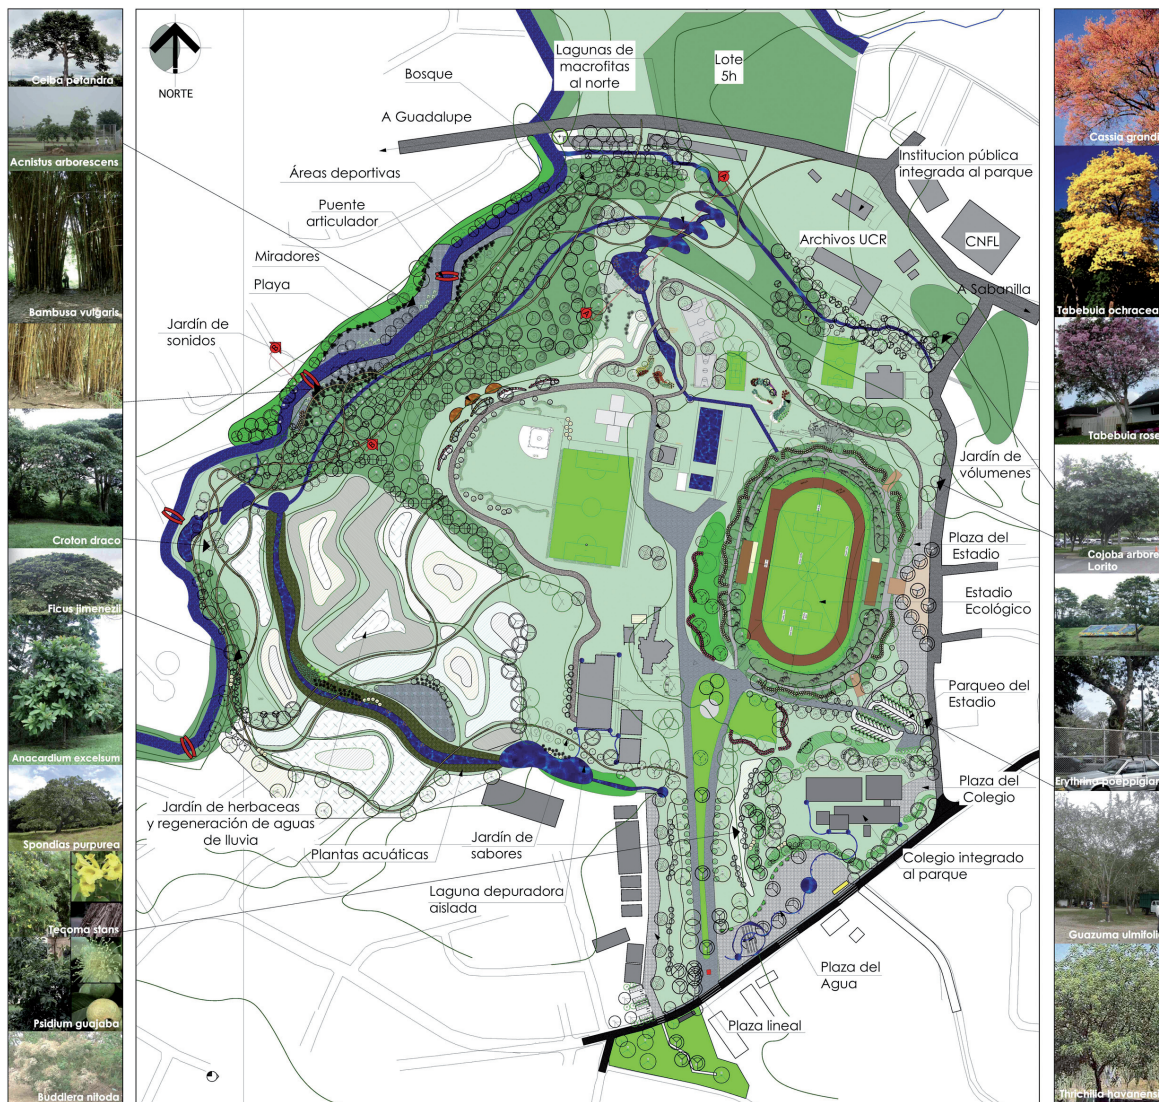 Ceiba petandra
Acnistus arborescens
Bambusa vulgaris
Croton draco
Ficus jimenezii
Anacardium excelsum
Spondias purpurea
Tecoma stans
Psidium guajaba
Buddlera nitoda
NORTE
Bosque
Lagunas de
macrofitas
al norte
Lote
5h
A Guadalupe
Áreas deportivas
Puente
articulador
Miradores
Playa
Jardín de
sonidos
Institucion pública
integrada al parque
Archivos UCR
CNFL
A Sabanilla
Jardín de
vólumenes
Plaza del
Estadio
Estadio
Ecológico
Parqueo del
Estadio
Plaza del
Colegio
Colegio integrado
al parque
Jardín de herbaceas
y regeneración de aguas
de lluvia
Plantas acuáticas
Jardín de
sabores
Laguna depuradora
aislada
Plaza del
Agua
Plaza lineal
Cassia grandi
Tabebuia ochracea
Tabebuia rose
Cojoba arbore
Lorito
Erythrina poeppigian
Guazuma ulmifoli
Thrichilia havanensi